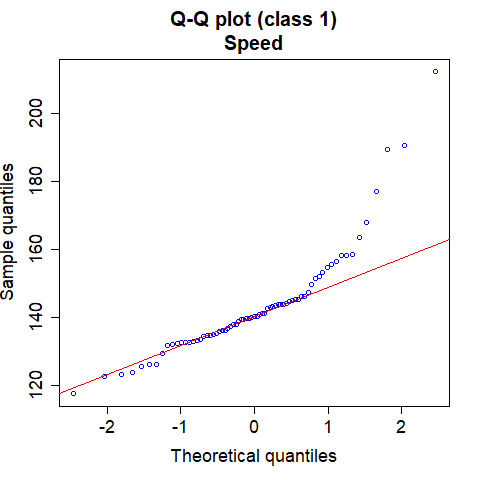 Q-Q plot (class 1)
Speed
Sample quantiles
200
180
160
140
120
-2
-1
0
1
2
Theoretical quantiles